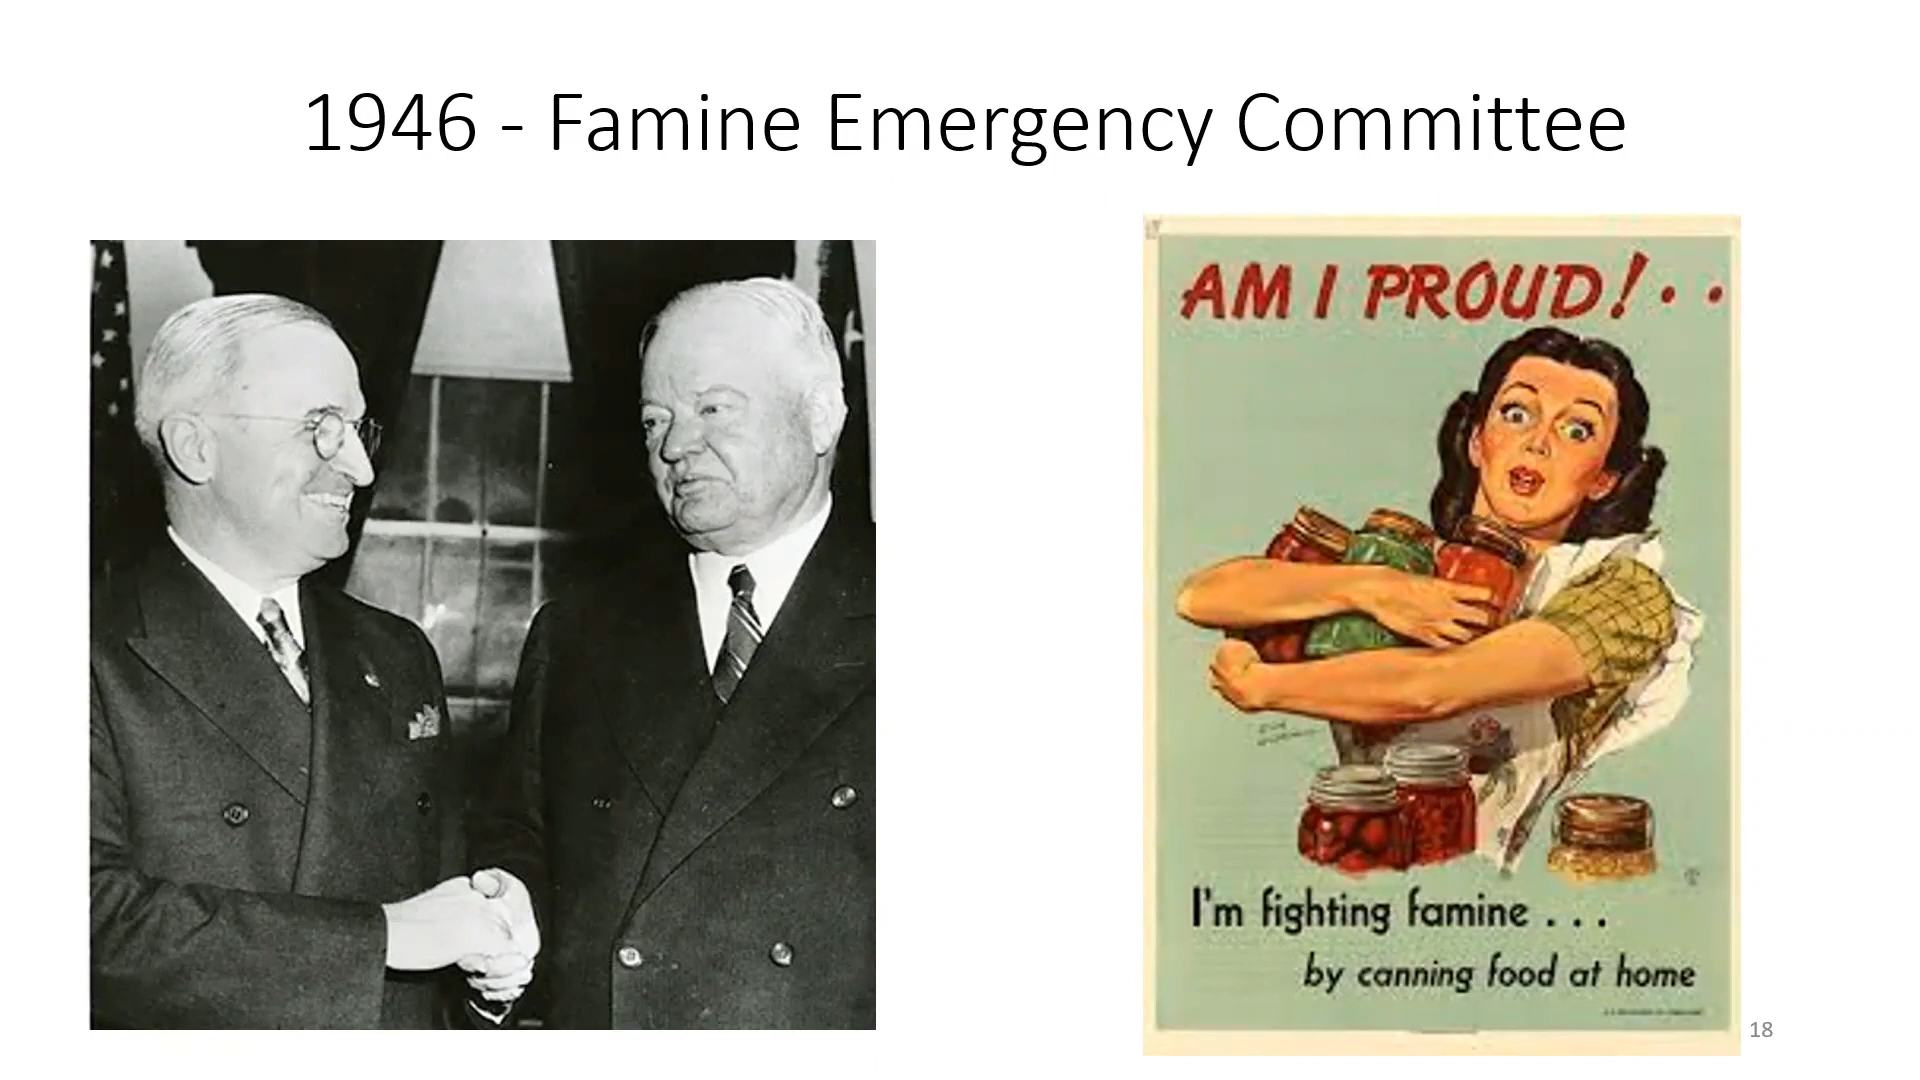 1946 - Famine Emergency Committee
AM I PROUD!..
I'm fighting famine...
by canning food at home
18